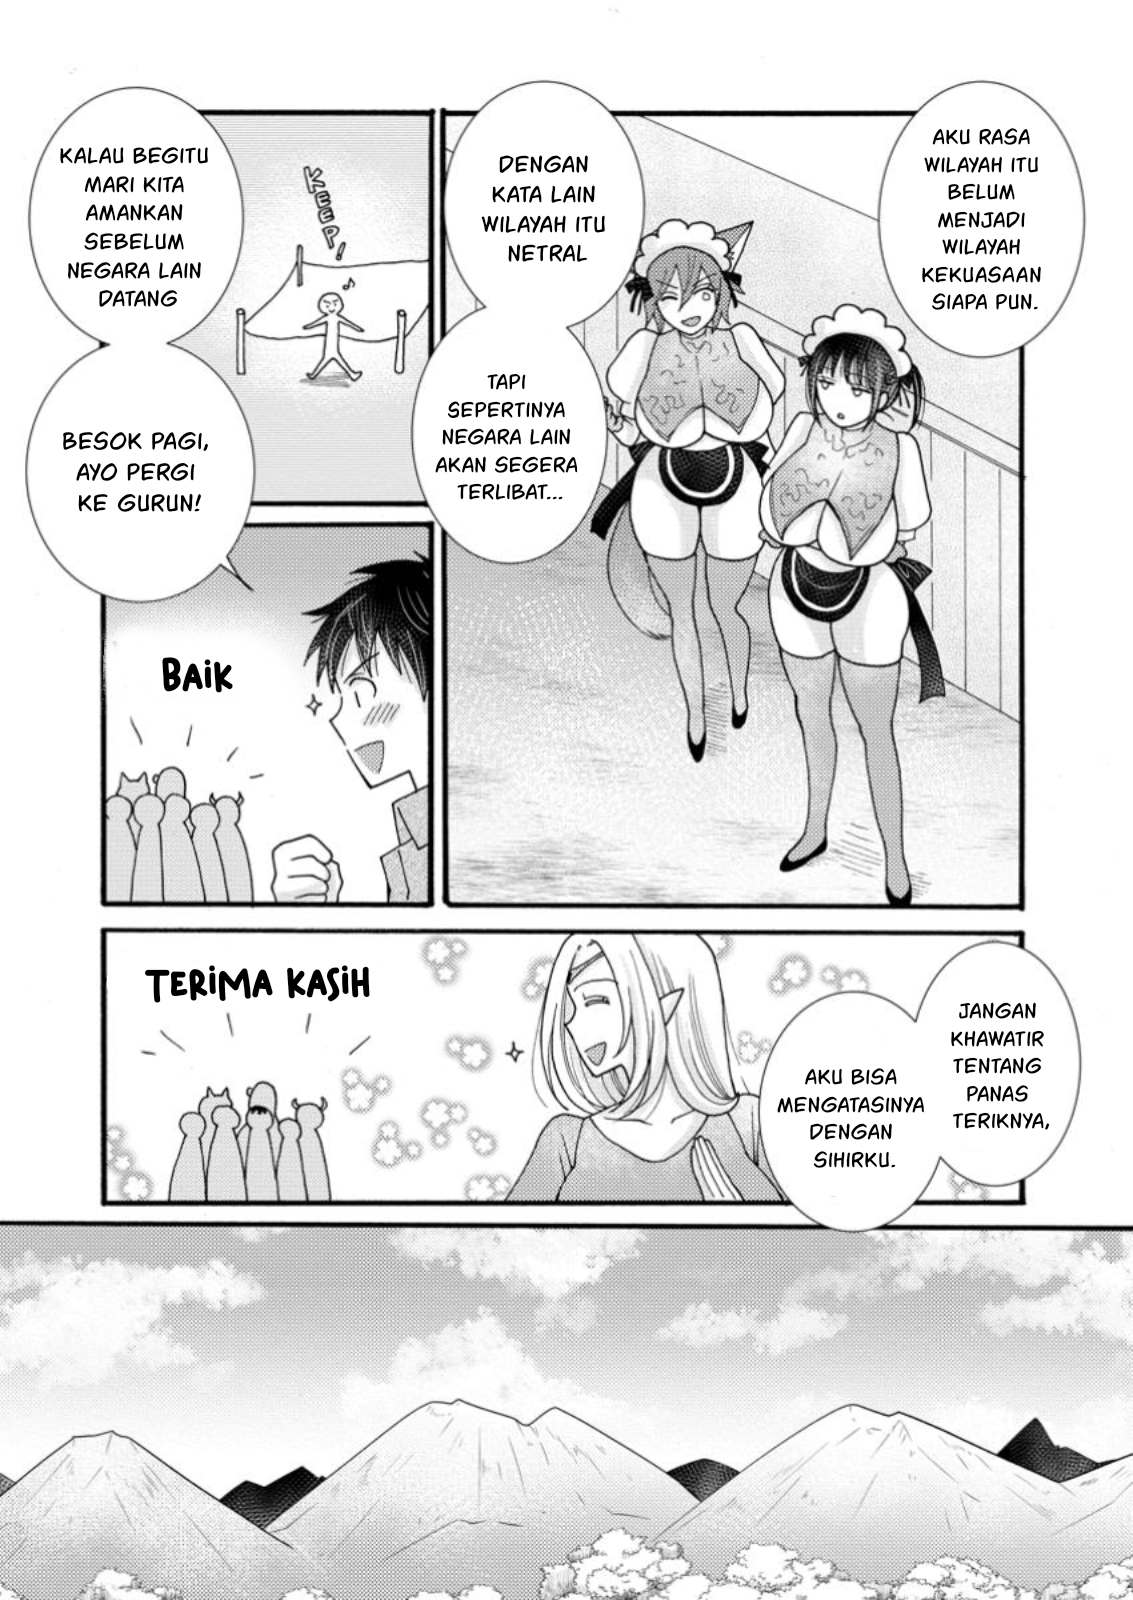 AKU RASA
WILAYAH ITU
BELUM
MENJADI
WILAYAH
KEKUASAAN
SIAPA PUN.
DENGAN
KATA LAIN
WILAYAH ITU
NETRAL
TAPI
SEPERTINYA
NEGARA LAIN
AKAN SEGERA
TERLIBAT...
KALAU BEGITU
MARI KITA
AMANKAN
SEBELUM
NEGARA LAIN
DATANG
KEEP!
BESOK PAGI,
AYO PERGI
KE GURUN!
BAIK
JANGAN
KHAWATIR
TENTANG
PANAS
TERIKNYA,
AKU BISA
MENGATASINYA
DENGAN
SIHIRKU.
TERIMA KASIH